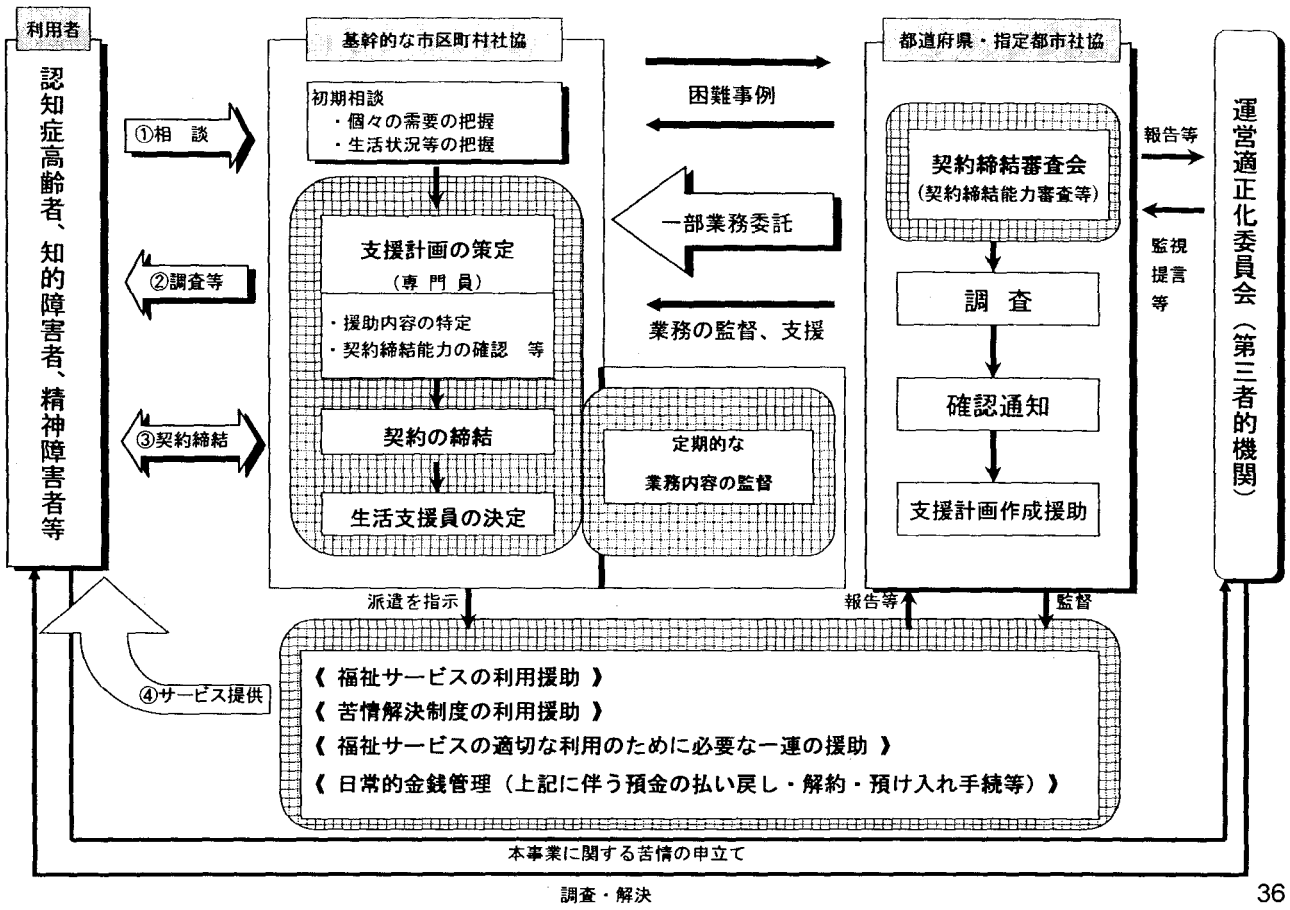 利用者
認知症高齢者、知的障害者、精神障害者等
①相　談
②調査等
③契約締結
④サービス提供
基幹的な市区町村社協
初期相談
・個々の需要の把握
・生活状況等の把握
支援計画の策定
（専 門 員）
・援助内容の特定
・契約締結能力の確認　等
契約の締結
生活支援員の決定
定期的な
業務内容の監督
困難事例
一部業務委託
業務の監督、支援
都道府県・指定都市社協
契約締結審査会
（契約締結能力審査等）
調　査
確認通知
支援計画作成援助
報告等
監視
提言
等
運営適正化委員会（第三者的機関）
派遣を指示
報告等
監督
《 福祉サービスの利用援助 》
《 苦情解決制度の利用援助 》
《 福祉サービスの適切な利用のために必要な一連の援助 》
《 日常的金銭管理（上記に伴う預金の払い戻し・解約・預け入れ手続等）》
本事業に関する苦情の申立て
調査・解決
36